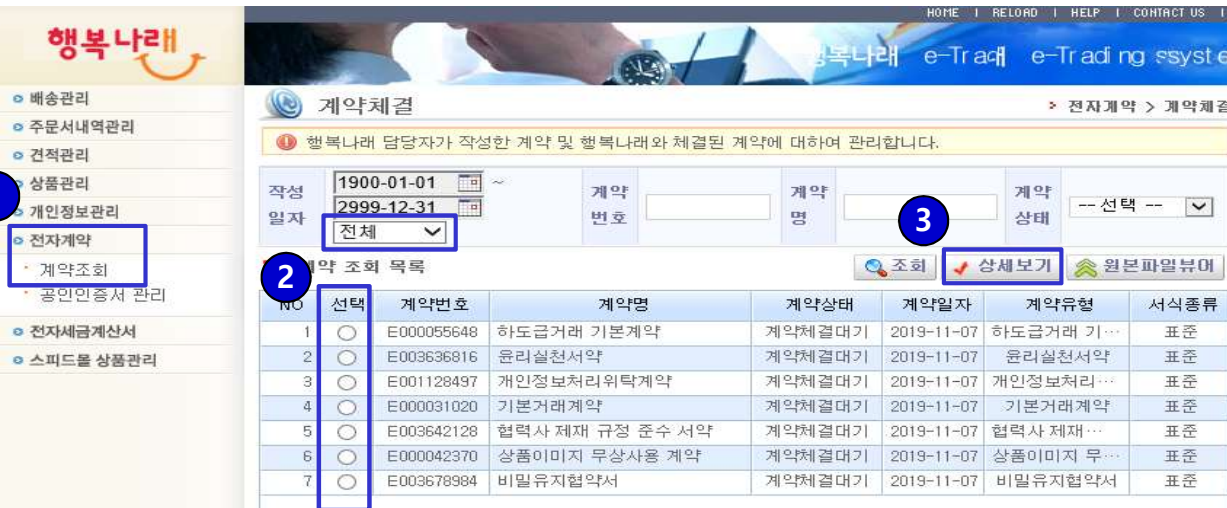 HOME | RELOAD | HELP | CONTACT US |
행복나래
행복나래 e-Trad e-Trading ssyste
배송관리
주문서내역관리
견적관리
상품관리
개인정보관리
전자계약
계약조회
공인인증서 관리
전자세금계산서
스피드몰 상품관리
계약체결
전자계약 > 계약체결
행복나래 담당자가 작성한 계약 및 행복나래와 체결된 계약에 대하여 관리합니다.
작성일자 1900-01-01 ~ 2999-12-31 전체 계약번호 계약명 계약상태 -- 선택 --
3
2
계약 조회 목록 조회 상세보기 원본파일뷰어
NO 선택 계약번호 계약명 계약상태 계약일자 계약유형 서식종류
1 E000055648 하도급거래 기본계약 계약체결대기 2019-11-07 하도급거래 기··· 표준
2 E003636816 윤리실천서약 계약체결대기 2019-11-07 윤리실천서약 표준
3 E001128497 개인정보처리위탁계약 계약체결대기 2019-11-07 개인정보처리··· 표준
4 E000031020 기본거래계약 계약체결대기 2019-11-07 기본거래계약 표준
5 E003642128 협력사 제재 규정 준수 서약 계약체결대기 2019-11-07 협력사 제재··· 표준
6 E000042370 상품이미지 무상사용 계약 계약체결대기 2019-11-07 상품이미지 무··· 표준
7 E003678984 비밀유지협약서 계약체결대기 2019-11-07 비밀유지협약서 표준